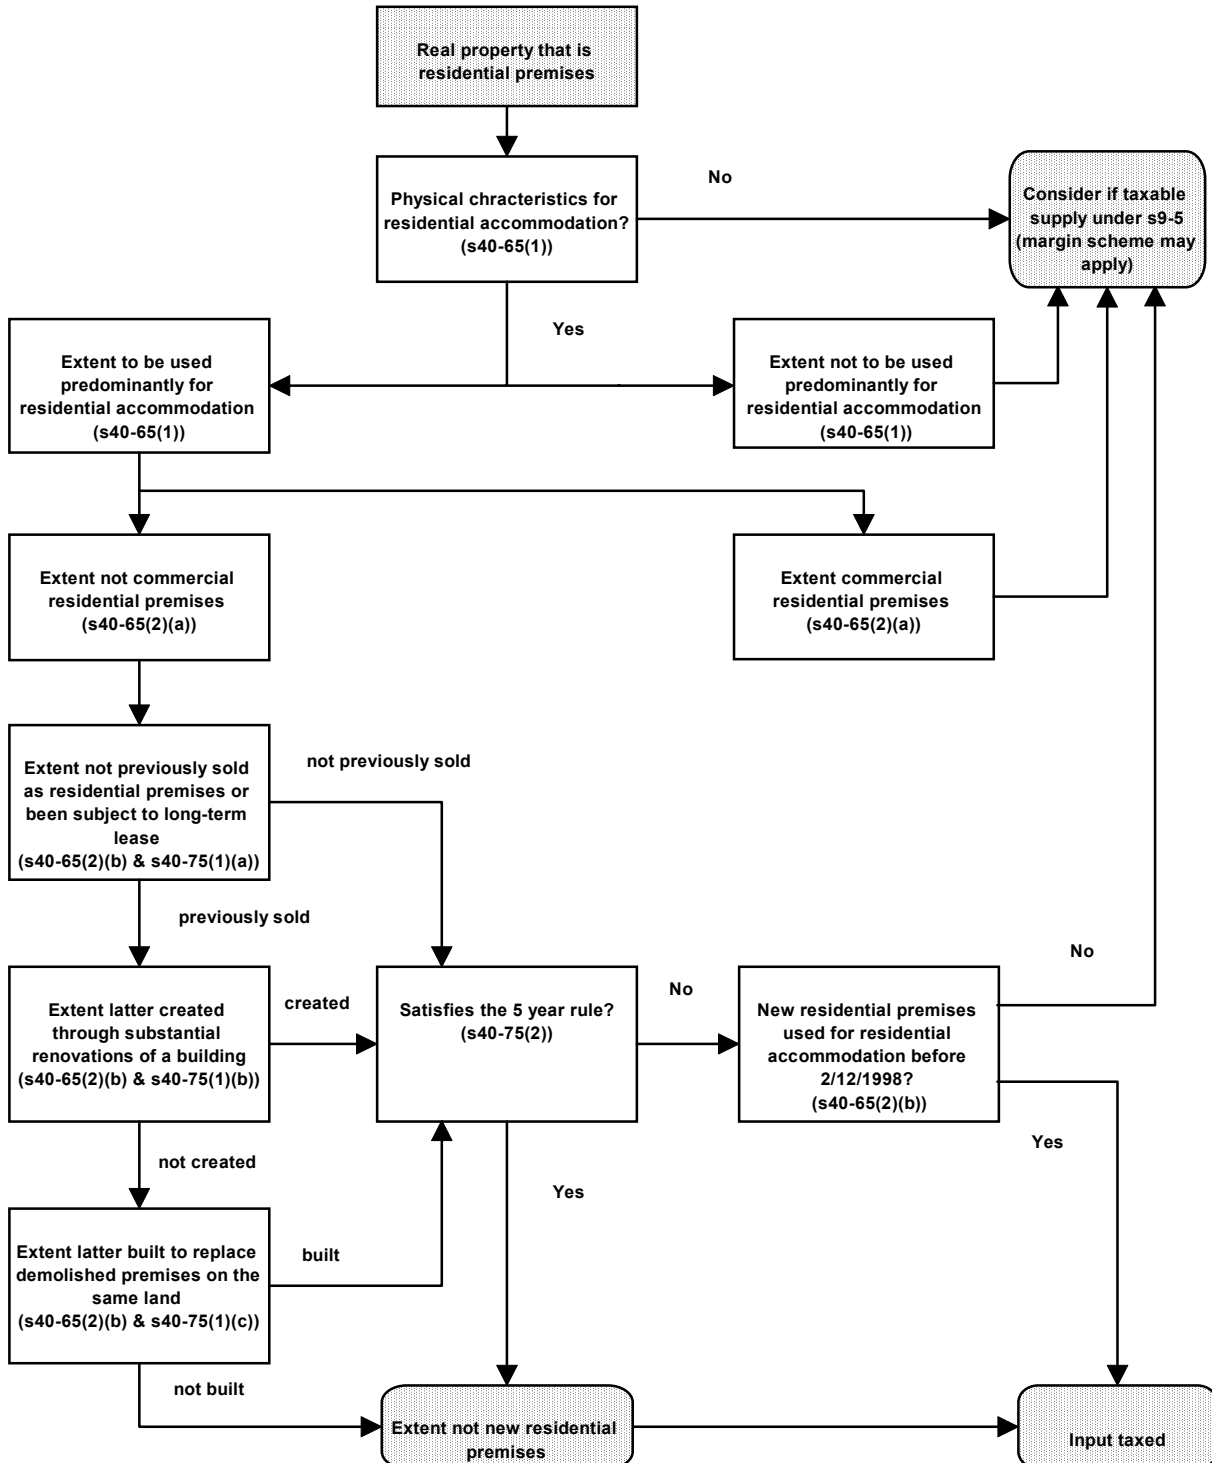 Real property that is
residential premises
Physical chracteristics for
residential accommodation?
(s40-65(1))
No
Consider if taxable
supply under s9-5
(margin scheme may
apply)
Yes
Extent to be used
predominantly for
residential accommodation
(s40-65(1))
Extent not to be used
predominantly for
residential accommodation
(s40-65(1))
Extent not commercial
residential premises
(s40-65(2)(a))
Extent commercial
residential premises
(s40-65(2)(a))
Extent not previously sold
as residential premises or
been subject to long-term
lease
(s40-65(2)(b) & s40-75(1)(a))
not previously sold
previously sold
Extent latter created
through substantial
renovations of a building
(s40-65(2)(b) & s40-75(1)(b))
created
Satisfies the 5 year rule?
(s40-75(2))
No
New residential premises
used for residential
accommodation before
2/12/1998?
(s40-65(2)(b))
No
Yes
not created
Yes
Extent latter built to replace
demolished premises on the
same land
(s40-65(2)(b) & s40-75(1)(c))
built
not built
Extent not new residential
premises
Input taxed